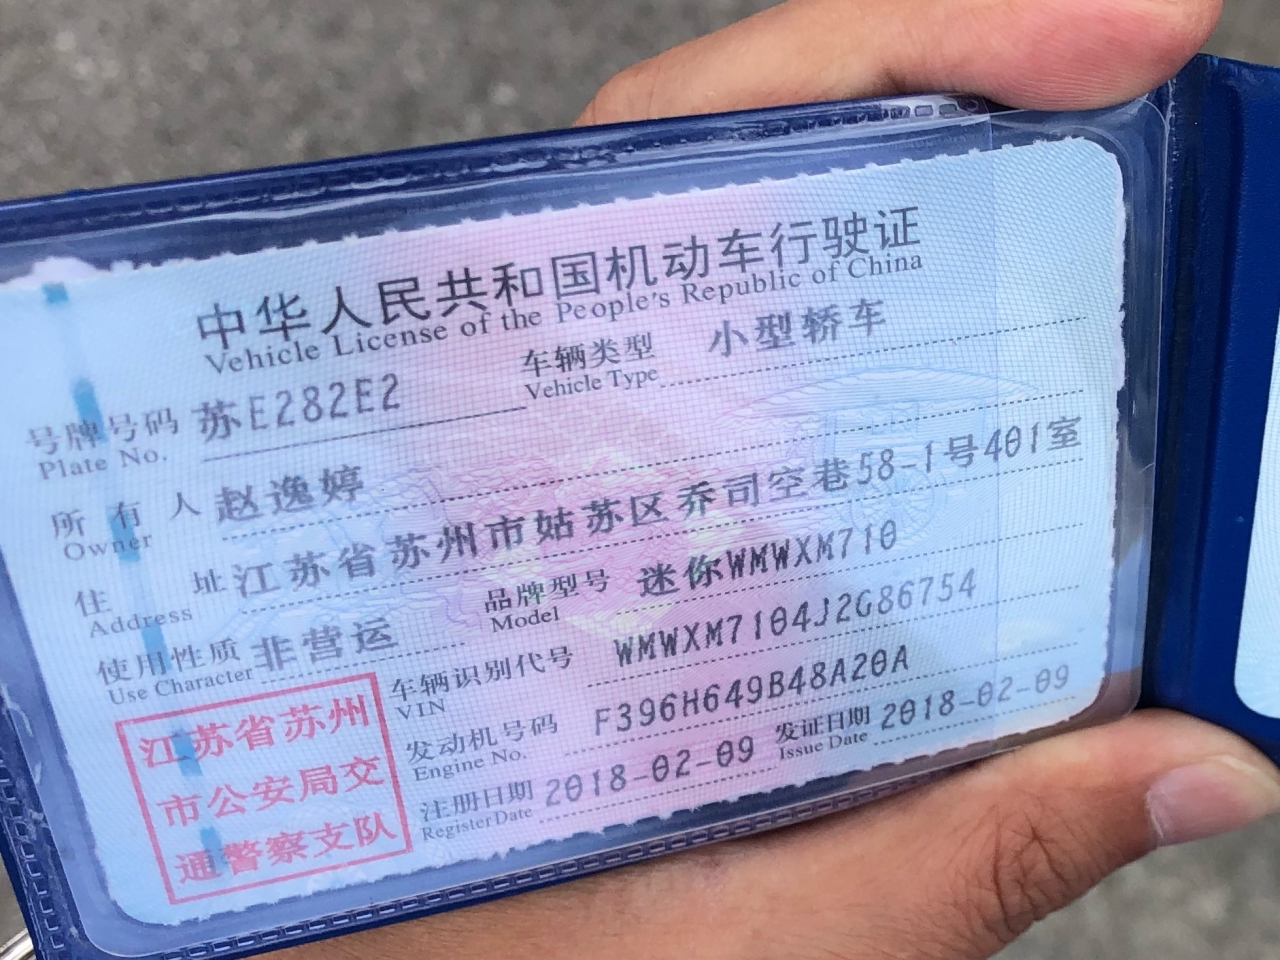 中华人民共和国机动车行驶证
Vehicle License of the People's Republic of China
号牌号码 苏E282E2 车辆类型 小型轿车
Plate No. Vehicle Type
所有人 赵逸婷
Owner
住址 江苏省苏州市姑苏区乔司空巷58-1号401室
Address
使用性质 非营运 品牌型号 迷你WMWXM710
Use Character Model
车辆识别代号 WMWXM7104J2G86754
VIN
发动机号码 F396H649B48A20A
Engine No.
注册日期 2018-02-09 发证日期 2018-02-09
Register Date Issue Date
江苏省苏州
市公安局交
通警察支队